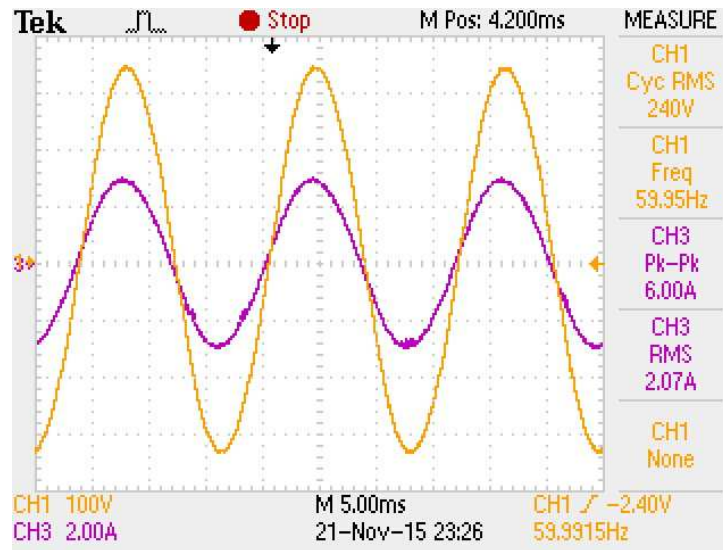 Tek Stop M Pos: 4.200ms MEASURE
CH1
Cyc RMS
240V
CH1
Freq
59.95Hz
CH3
Pk-Pk
6.00A
CH3
RMS
2.07A
CH1
None
3
CH1 100V M 5.00ms CH1 -2.40V
CH3 2.00A 21-Nov-15 23:26 59.9915Hz